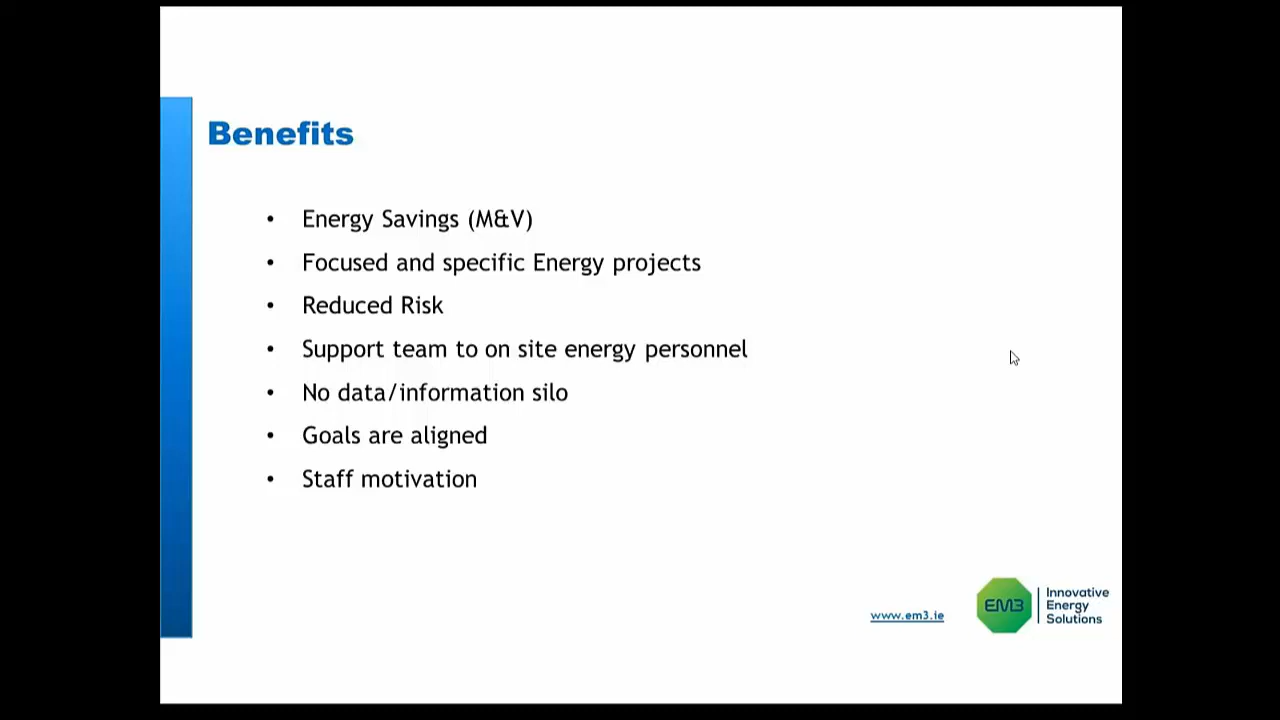 Benefits
• Energy Savings (M&V)
• Focused and specific Energy projects
• Reduced Risk
• Support team to on site energy personnel
• No data/information silo
• Goals are aligned
• Staff motivation
www.em3.ie
EM3
Innovative
Energy
Solutions